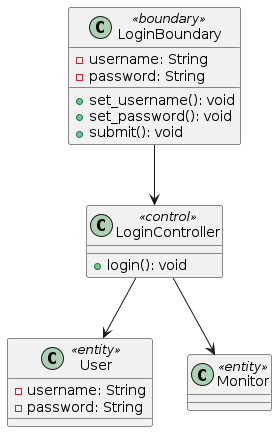 C
«boundary»
LoginBoundary
username: String
password: String
set_username(): void
set_password(): void
submit(): void
C
«control»
LoginController
login(): void
C
«entity»
User
username: String
password: String
C
«entity»
Monitor